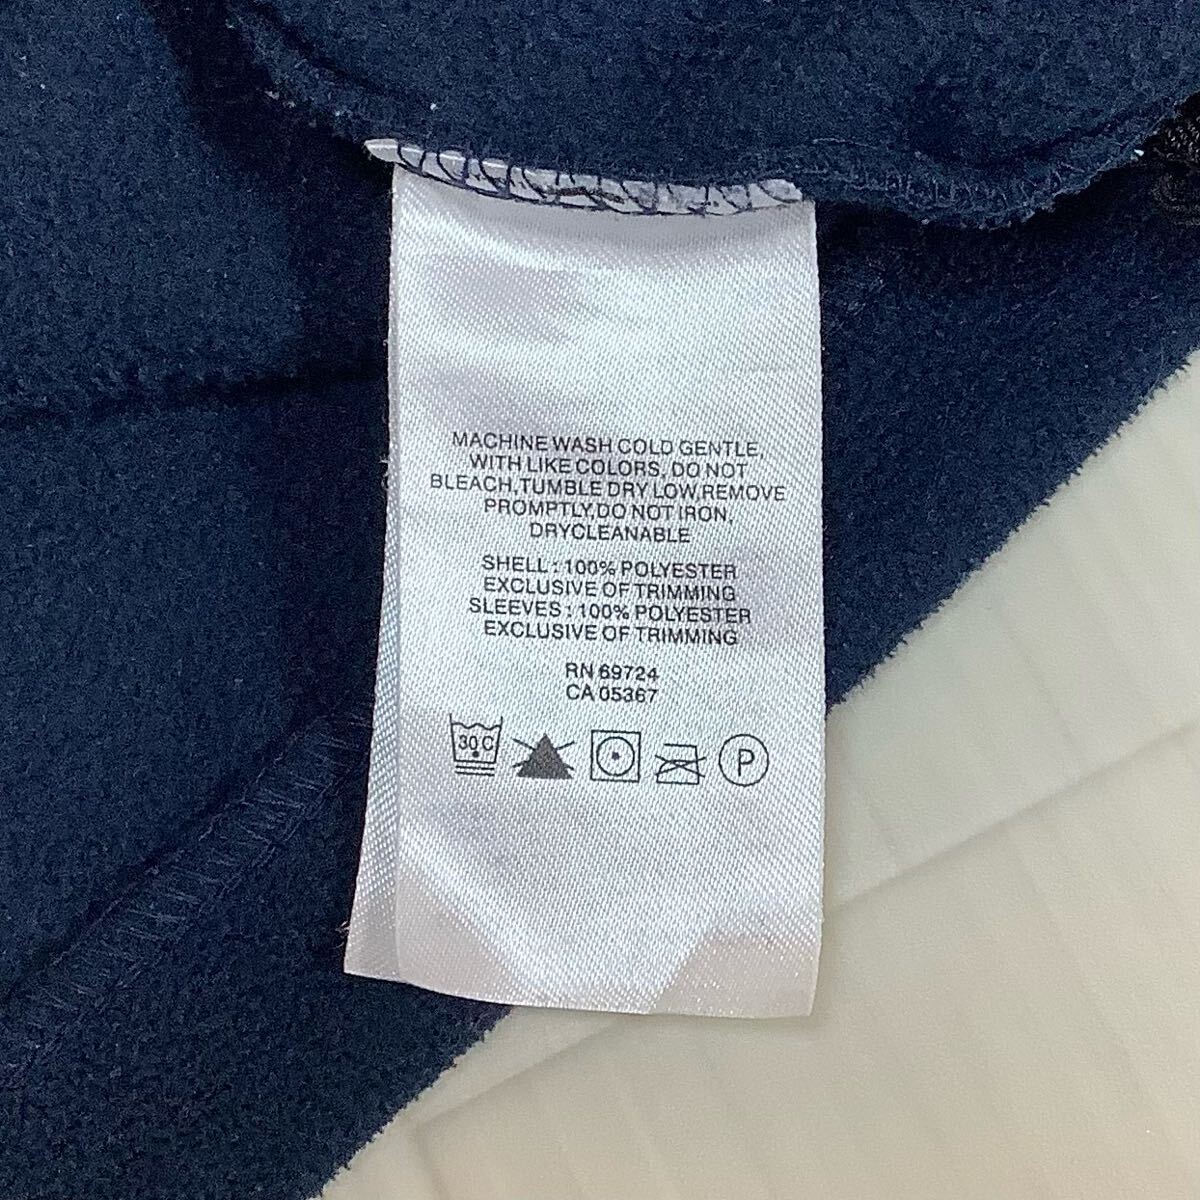 MACHINE WASH COLD GENTLE,
WITH LIKE COLORS, DO NOT
BLEACH,TUMBLE DRY LOW,REMOVE
PROMPTLY,DO NOT IRON,
DRYCLEANABLE
SHELL : 100% POLYESTER
EXCLUSIVE OF TRIMMING
SLEEVES : 100% POLYESTER
EXCLUSIVE OF TRIMMING
RN 69724
CA 05367
30 C P